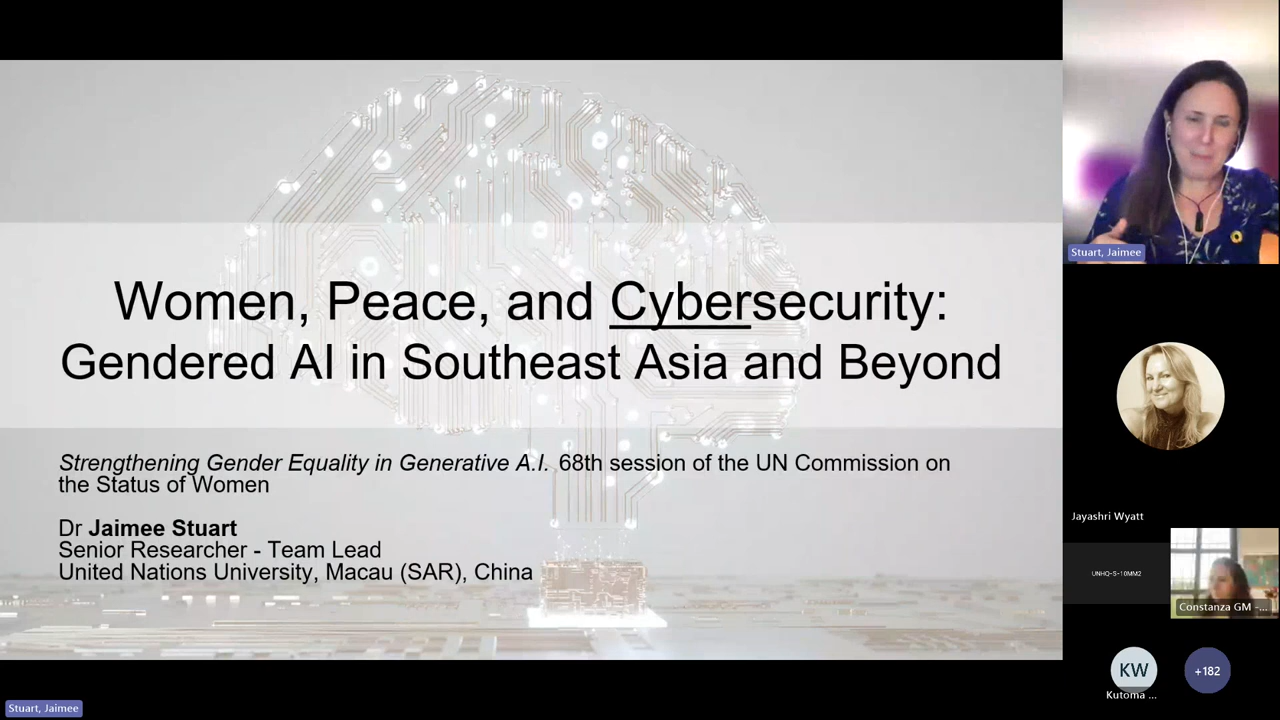 Women, Peace, and Cybersecurity:
Gendered AI in Southeast Asia and Beyond
Strengthening Gender Equality in Generative A.I. 68th session of the UN Commission on
the Status of Women
Dr Jaimee Stuart
Senior Researcher - Team Lead
United Nations University, Macau (SAR), China
Stuart, Jaimee
Stuart, Jaimee
Jayashri Wyatt
UNHQ-S-10MM2
Constanza GM -...
KW
Kutoma ...
+182